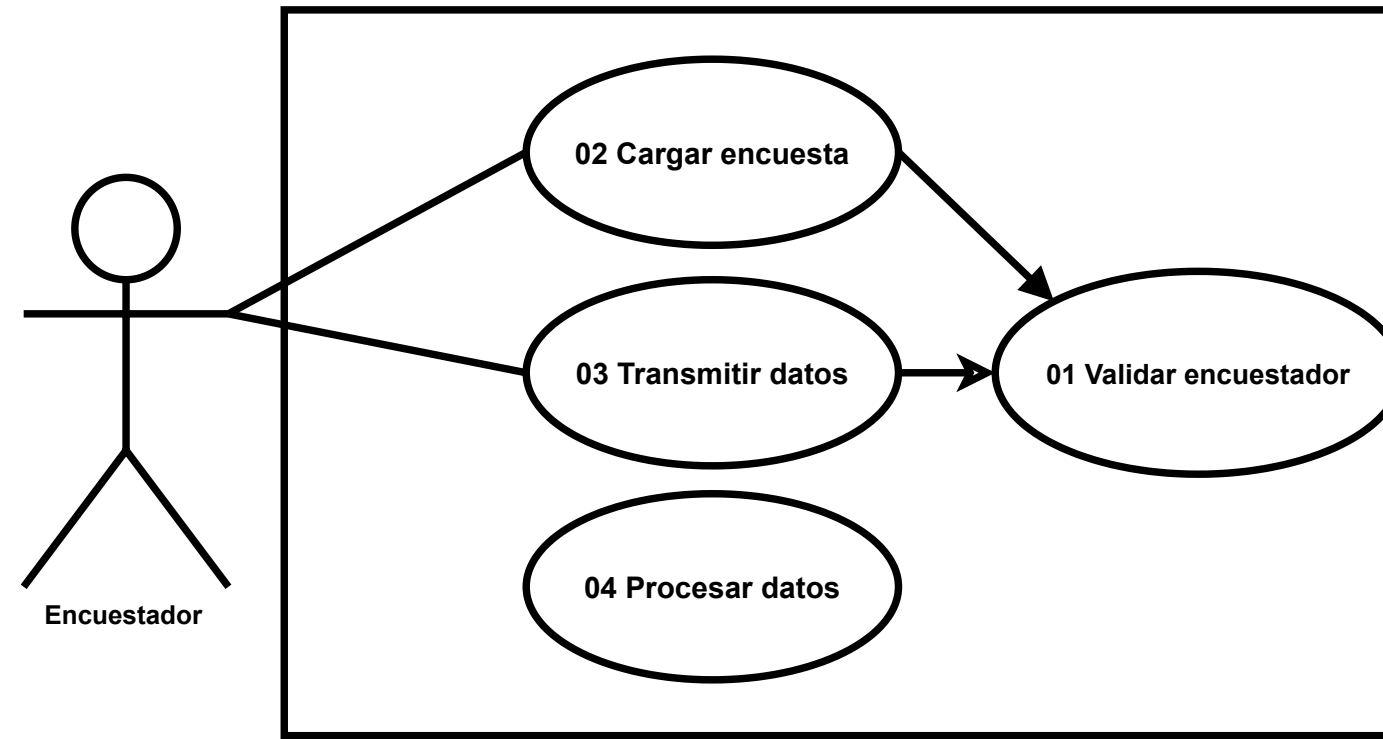 02 Cargar encuesta
03 Transmitir datos
01 Validar encuestador
04 Procesar datos
Encuestador